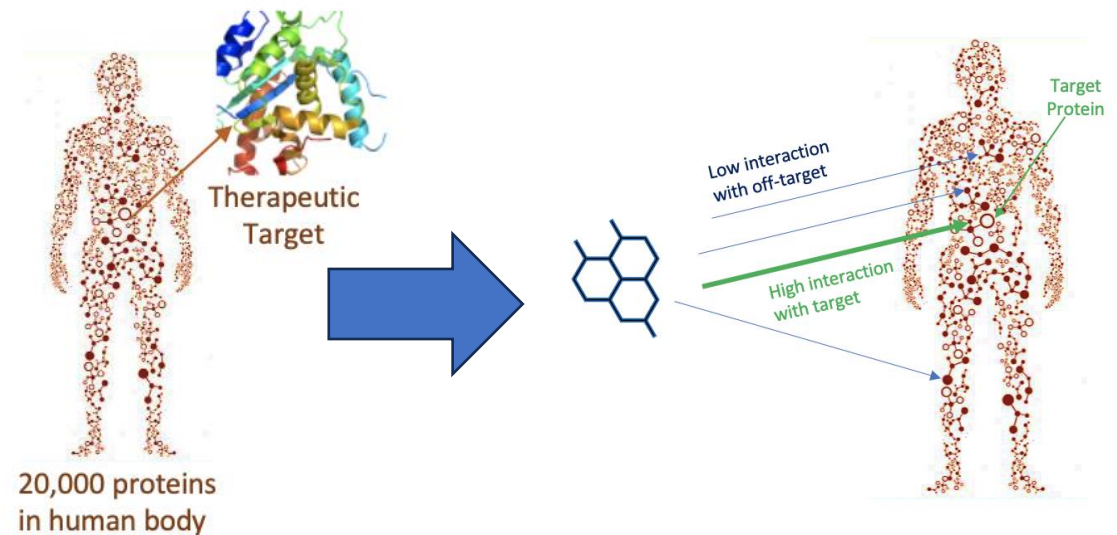 Therapeutic
Target
20,000 proteins
in human body
Low interaction
with off-target
High interaction
with target
Target
Protein